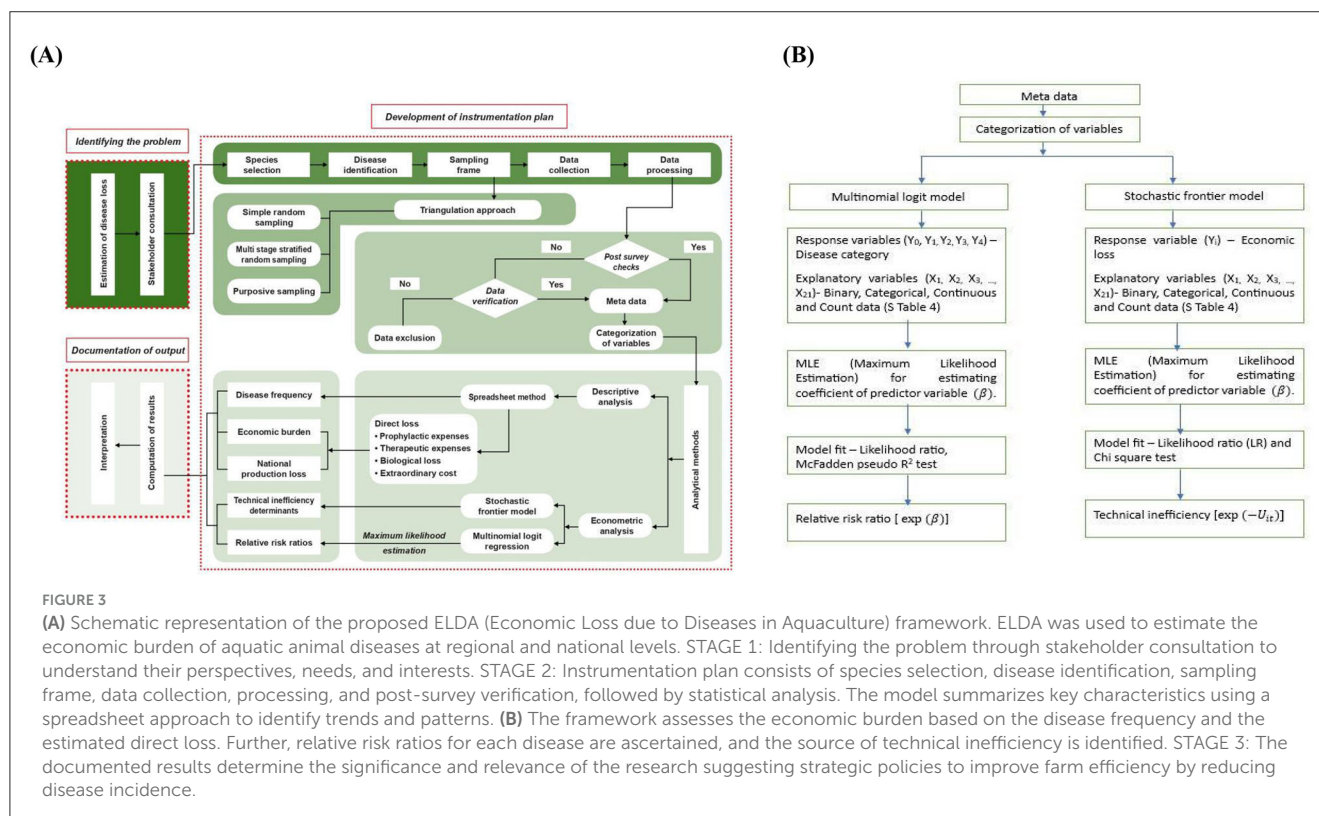 (A)
Development of instrumentation plan
Identifying the problem
Estimation of disease loss
Stakeholder consultation
Species
selection
Disease
identification
Sampling
frame
Data
collection
Data
processing
Simple random
sampling
Triangulation approach
Multi stage stratified
random sampling
Purposive sampling
No
Yes
Post survey
checks
Data
verification
Yes
Meta data
No
Data exclusion
Categorization
of variables
Documentation of output
Interpretation
Computation of results
Disease frequency
Economic burden
National
production loss
Technical inefficiency
determinants
Relative risk ratios
Spreadsheet method
Descriptive
analysis
Direct loss
• Prophylactic expenses
• Therapeutic expenses
• Biological loss
• Extraordinary cost
Analytical methods
Stochastic
frontier model
Econometric
analysis
Multinomial logit
regression
Maximum likelihood
estimation
(B)
Meta data
Categorization of variables
Multinomial logit model
Response variables (Y₀, Y₁, Y₂, Y₃, Y₄) –
Disease category
Explanatory variables (X₁, X₂, X₃, ...,
X₂₁)- Binary, Categorical, Continuous
and Count data (S Table 4)
MLE (Maximum Likelihood
Estimation) for estimating
coefficient of predictor variable (β).
Model fit – Likelihood ratio,
McFadden pseudo R² test
Relative risk ratio [ exp (β)]
Stochastic frontier model
Response variable (Yᵢ) – Economic
loss
Explanatory variables (X₁, X₂, X₃, ...,
X₂₁)- Binary, Categorical, Continuous
and Count data (S Table 4)
MLE (Maximum Likelihood
Estimation) for estimating
coefficient of predictor variable (β).
Model fit – Likelihood ratio (LR) and
Chi square test
Technical inefficiency [exp (−Uᵢₜ)]
FIGURE 3
(A) Schematic representation of the proposed ELDA (Economic Loss due to Diseases in Aquaculture) framework. ELDA was used to estimate the
economic burden of aquatic animal diseases at regional and national levels. STAGE 1: Identifying the problem through stakeholder consultation to
understand their perspectives, needs, and interests. STAGE 2: Instrumentation plan consists of species selection, disease identification, sampling
frame, data collection, processing, and post-survey verification, followed by statistical analysis. The model summarizes key characteristics using a
spreadsheet approach to identify trends and patterns. (B) The framework assesses the economic burden based on the disease frequency and the
estimated direct loss. Further, relative risk ratios for each disease are ascertained, and the source of technical inefficiency is identified. STAGE 3: The
documented results determine the significance and relevance of the research suggesting strategic policies to improve farm efficiency by reducing
disease incidence.